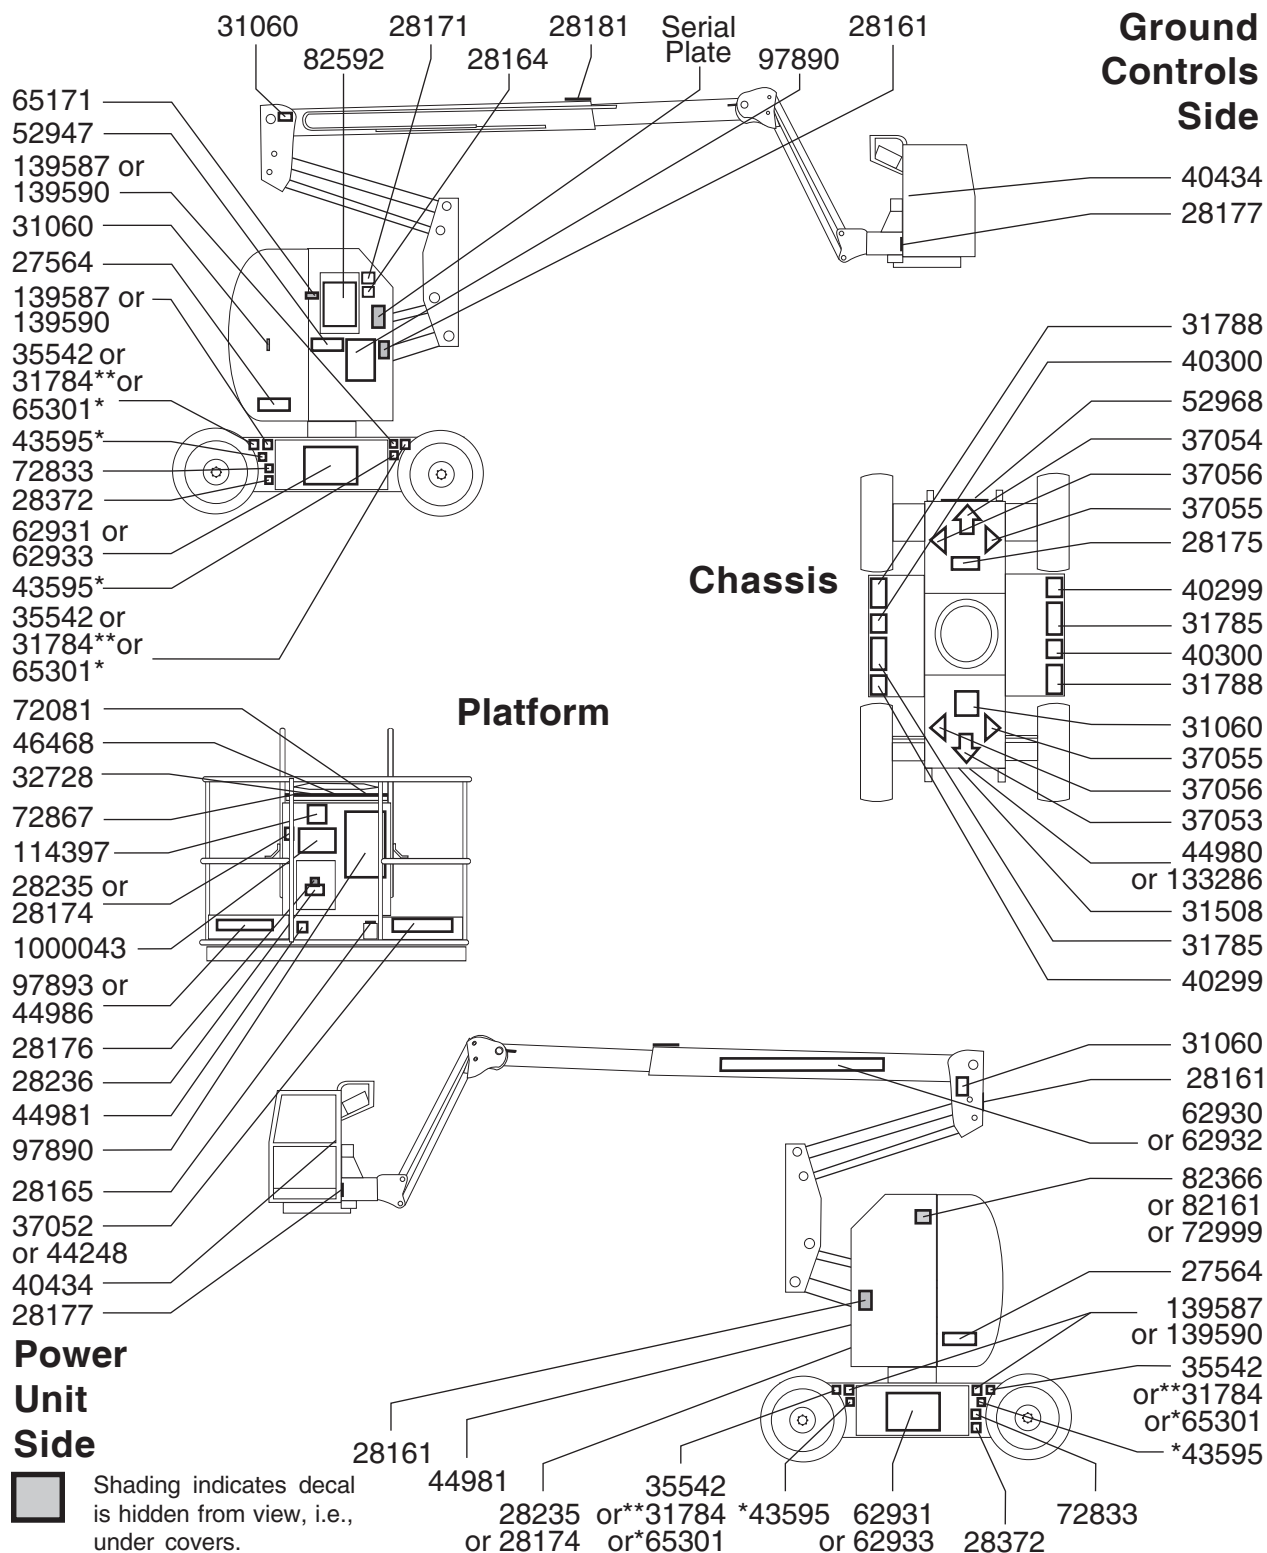 31060
28171
28181
Serial
Plate
28161
82592
28164
97890
Ground
Controls
Side
65171
52947
139587 or
139590
31060
27564
139587 or
139590
35542 or
31784**or
65301*
43595*
72833
28372
62931 or
62933
43595*
35542 or
31784**or
65301*
40434
28177
Chassis
31788
40300
52968
37054
37056
37055
28175
40299
31785
40300
31788
31060
37055
37056
37053
44980
or 133286
31508
31785
40299
Platform
72081
46468
32728
72867
114397
28235 or
28174
1000043
97893 or
44986
28176
28236
44981
97890
28165
37052
or 44248
40434
28177
31060
28161
62930
or 62932
82366
or 82161
or 72999
27564
139587
or 139590
35542
or**31784
or*65301
*43595
Power
Unit
Side
28161
44981
28235
or 28174
35542
or**31784
or*65301
*43595
62931
or 62933
28372
72833
Shading indicates decal
is hidden from view, i.e.,
under covers.